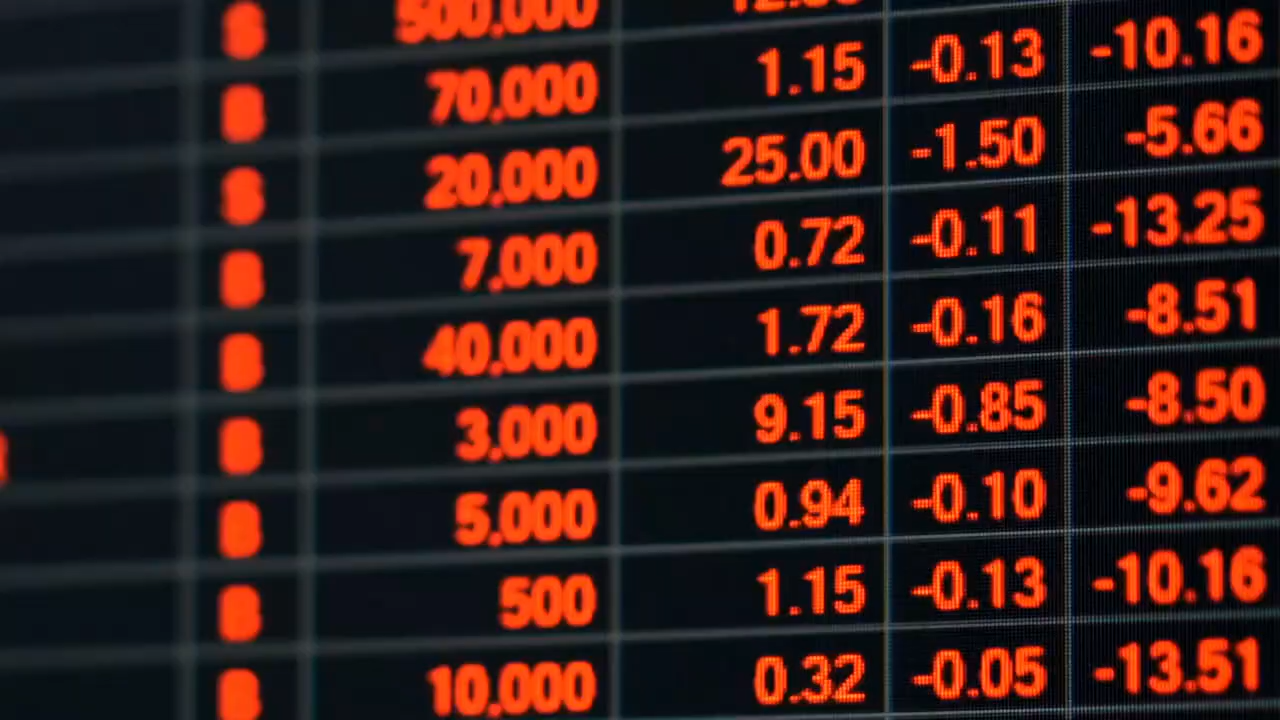 500,000
70,000 1.15 -0.13 -10.16
20,000 25.00 -1.50 -5.66
7,000 0.72 -0.11 -13.25
40,000 1.72 -0.16 -8.51
3,000 9.15 -0.85 -8.50
5,000 0.94 -0.10 -9.62
500 1.15 -0.13 -10.16
10,000 0.32 -0.05 -13.51